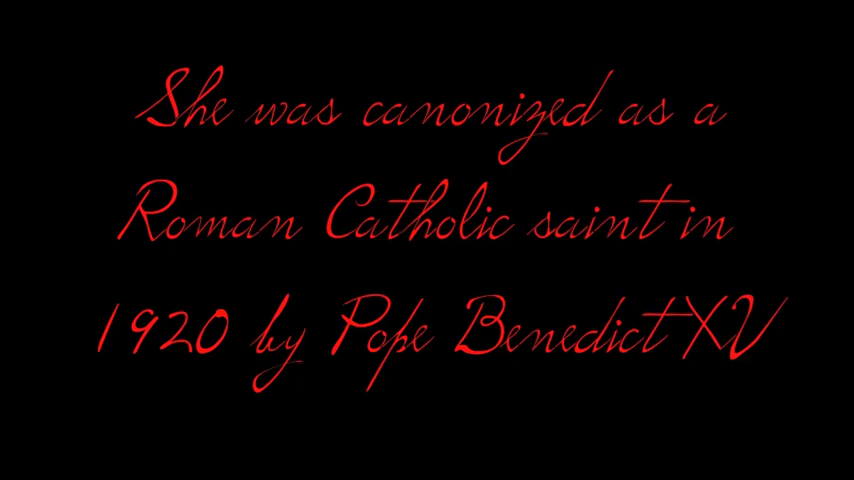 She was canonized as a
Roman Catholic saint in
1920 by Pope Benedict XV